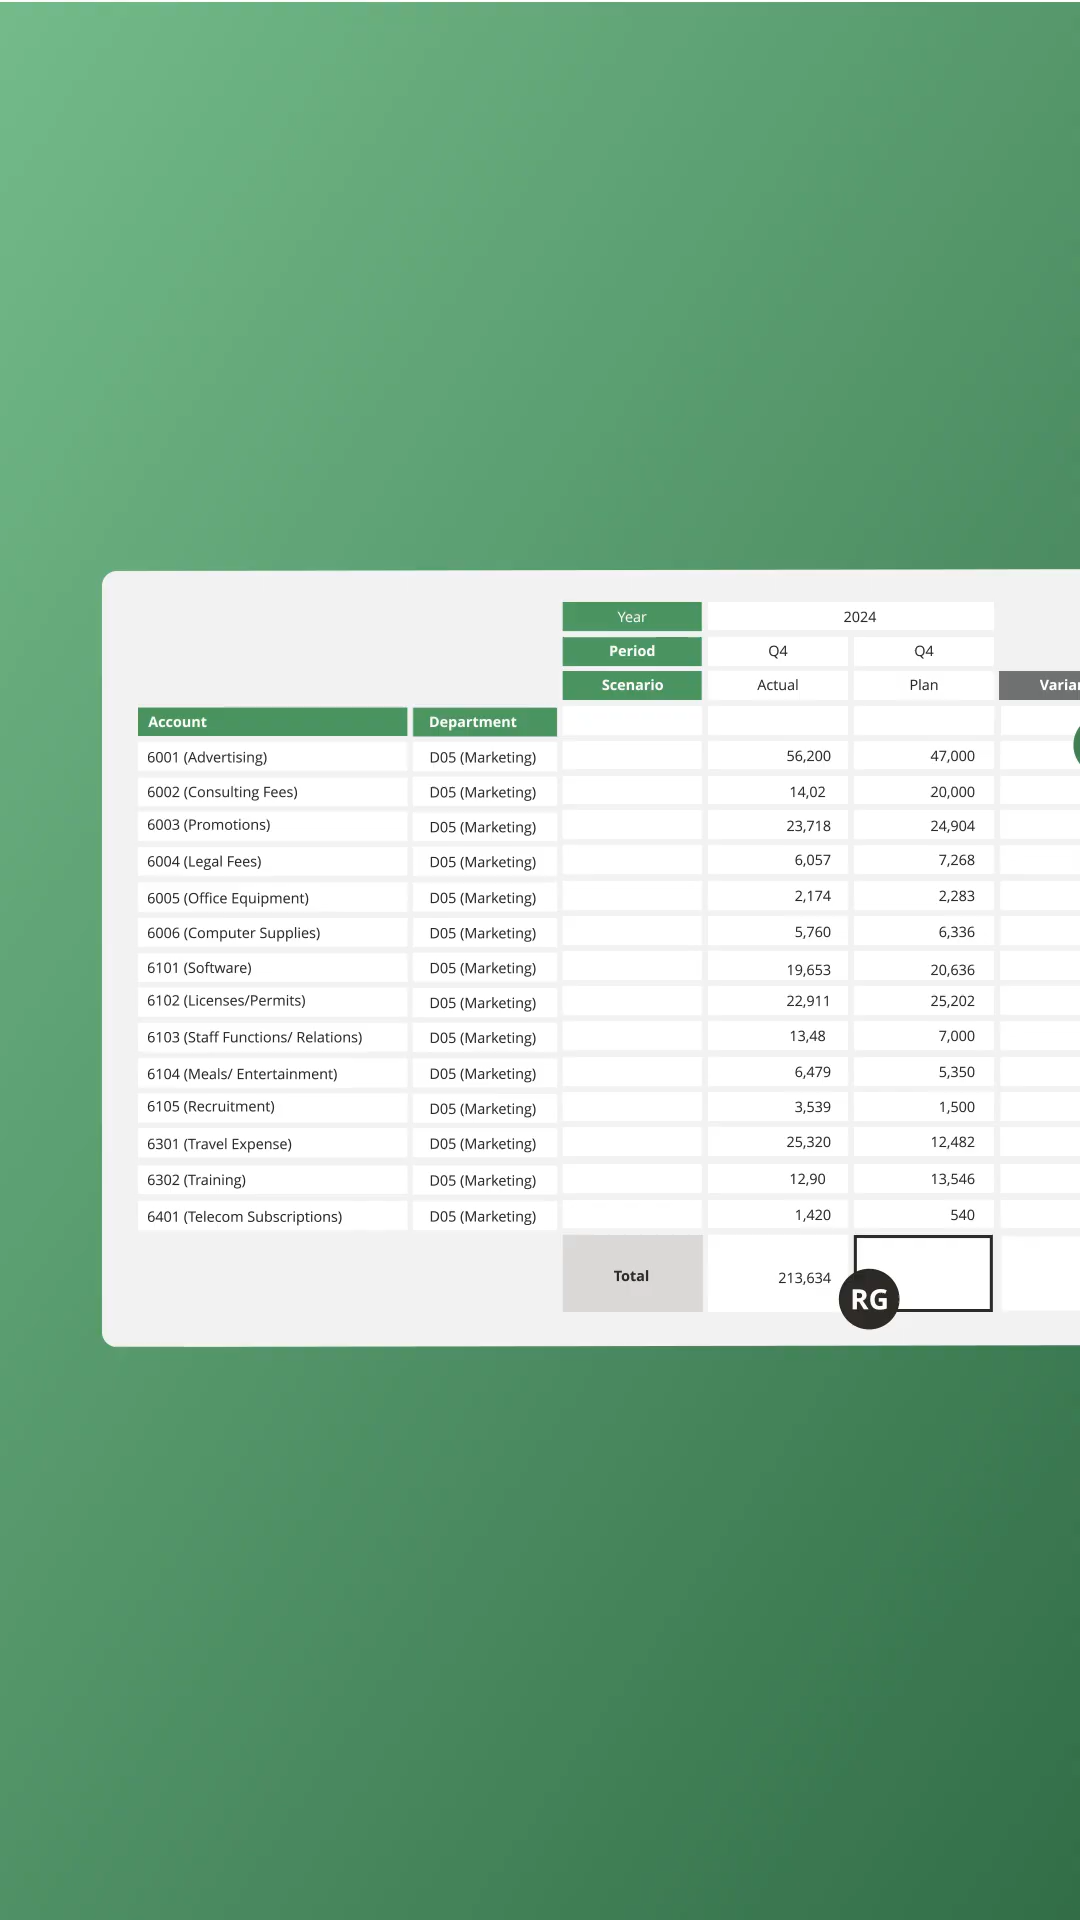 Year 2024
Period Q4 Q4
Scenario Actual Plan
Account Department
6001 (Advertising) D05 (Marketing) 56,200 47,000
6002 (Consulting Fees) D05 (Marketing) 14,02 20,000
6003 (Promotions) D05 (Marketing) 23,718 24,904
6004 (Legal Fees) D05 (Marketing) 6,057 7,268
6005 (Office Equipment) D05 (Marketing) 2,174 2,283
6006 (Computer Supplies) D05 (Marketing) 5,760 6,336
6101 (Software) D05 (Marketing) 19,653 20,636
6102 (Licenses/Permits) D05 (Marketing) 22,911 25,202
6103 (Staff Functions/ Relations) D05 (Marketing) 13,48 7,000
6104 (Meals/ Entertainment) D05 (Marketing) 6,479 5,350
6105 (Recruitment) D05 (Marketing) 3,539 1,500
6301 (Travel Expense) D05 (Marketing) 25,320 12,482
6302 (Training) D05 (Marketing) 12,90 13,546
6401 (Telecom Subscriptions) D05 (Marketing) 1,420 540
Total 213,634
RG